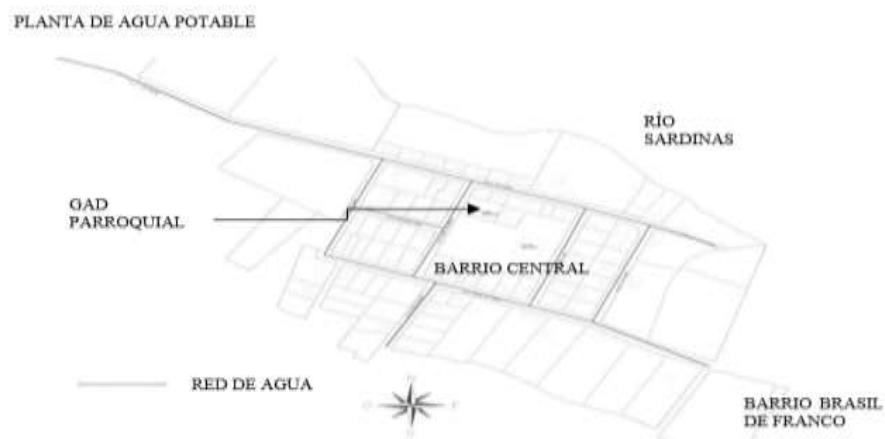 PLANTA DE AGUA POTABLE
RÍO
SARDINAS
GAD
PARROQUIAL
BARRIO CENTRAL
RED DE AGUA
BARRIO BRASIL
DE FRANCO